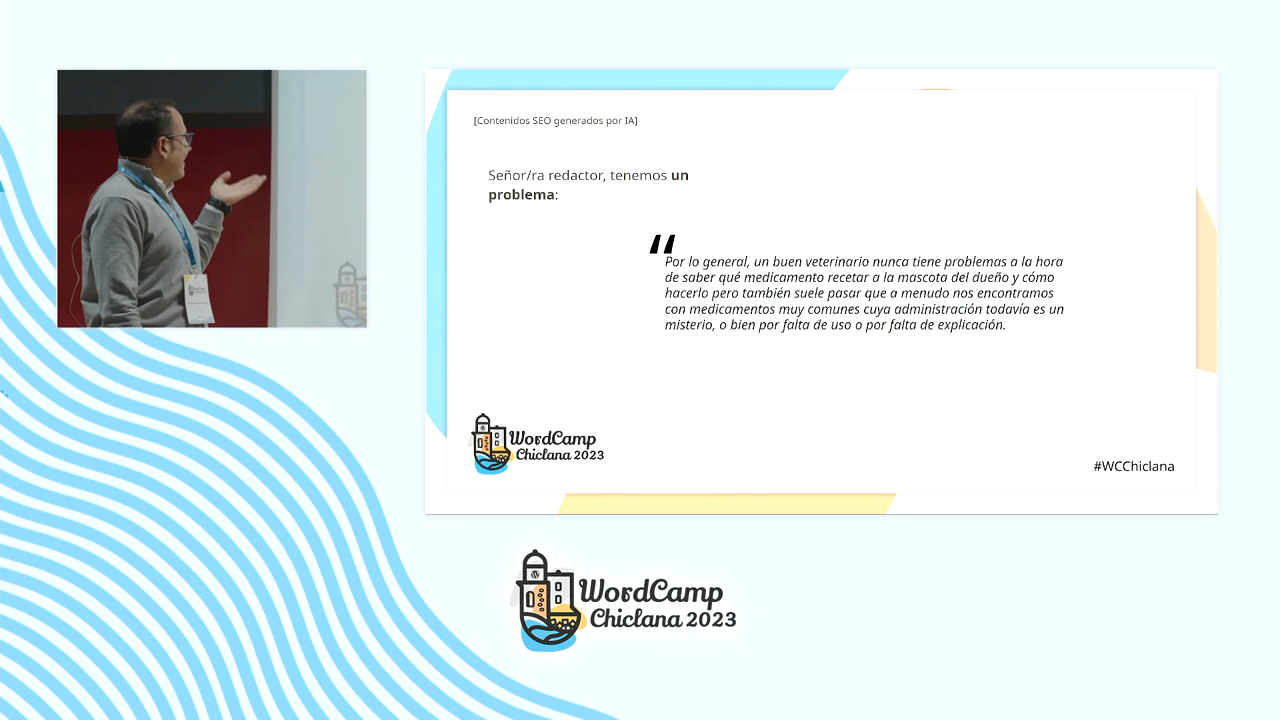 [Contenidos SEO generados por IA]
Señor/ra redactor, tenemos un
problema:
“
Por lo general, un buen veterinario nunca tiene problemas a la hora
de saber qué medicamento recetar a la mascota del dueño y cómo
hacerlo pero también suele pasar que a menudo nos encontramos
con medicamentos muy comunes cuya administración todavía es un
misterio, o bien por falta de uso o por falta de explicación.
WordCamp
Chiclana 2023
#WCChiclana
WordCamp
Chiclana 2023